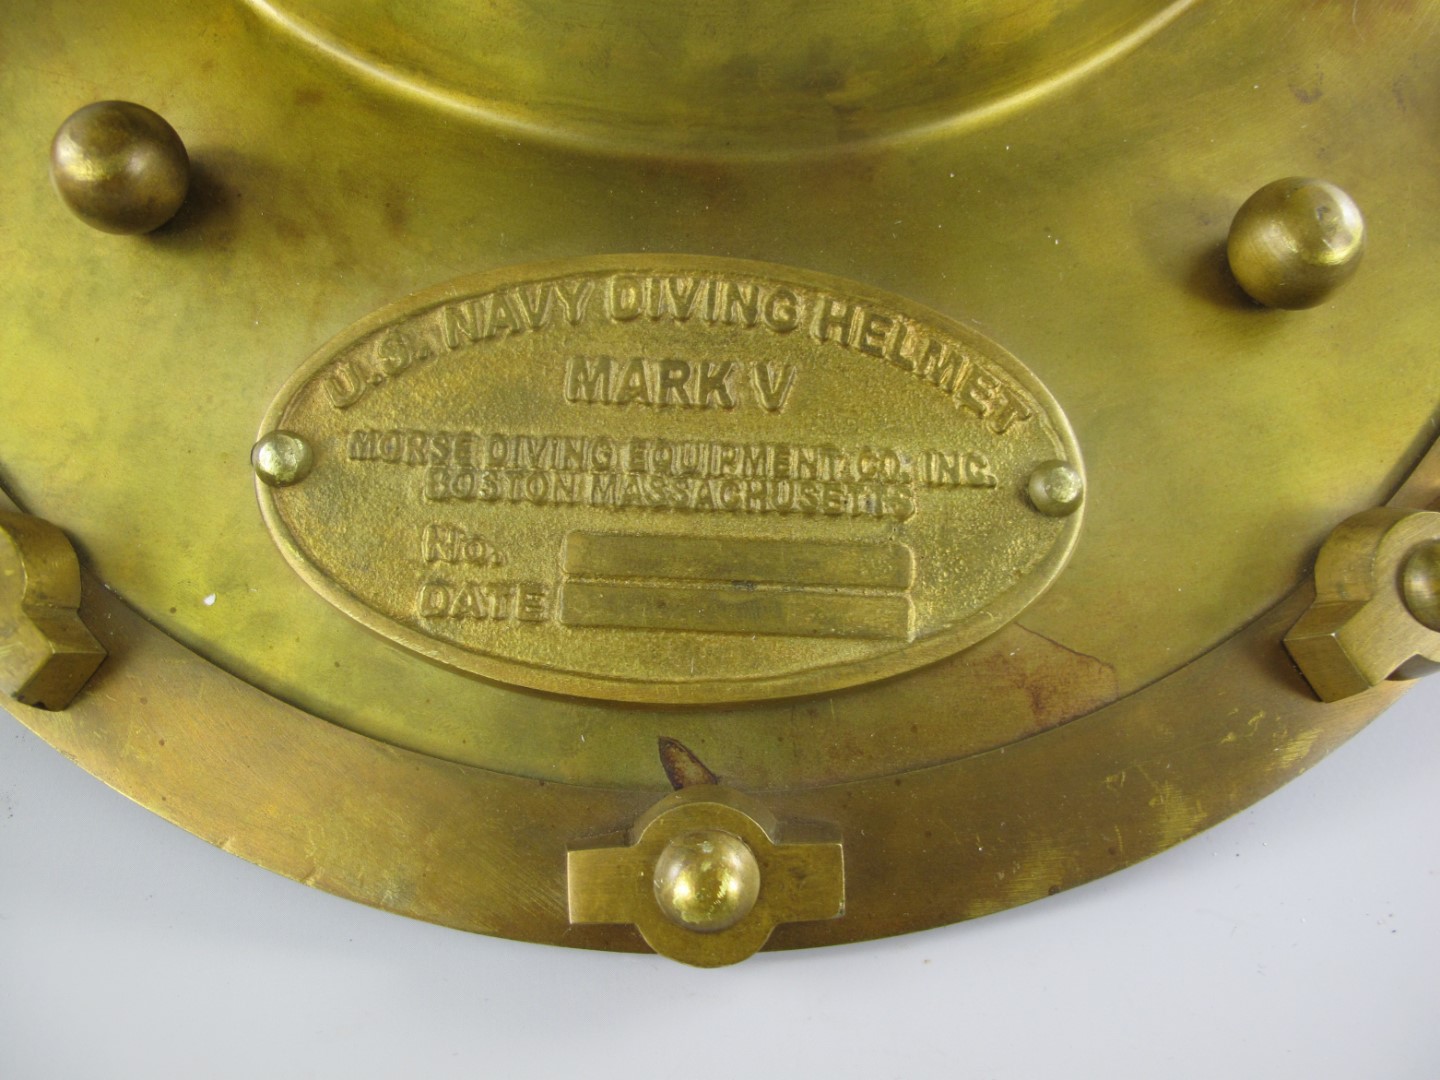 U.S. NAVY DIVING HELMET
MARK V
MORSE DIVING EQUIPMENT CO. INC.
BOSTON MASSACHUSETTS
No.
DATE